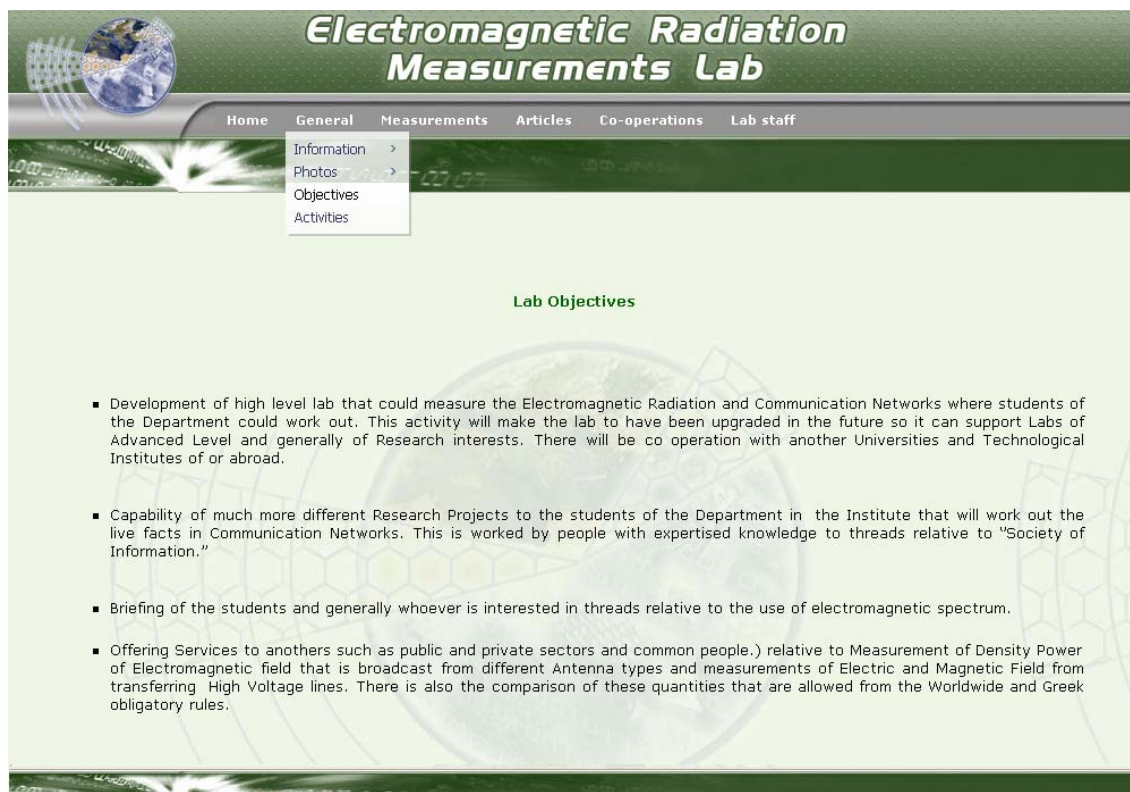 Electromagnetic Radiation
Measurements Lab
Home General Measurements Articles Co-operations Lab staff
Information >
Photos >
Objectives
Activities
Lab Objectives
▪ Development of high level lab that could measure the Electromagnetic Radiation and Communication Networks where students of
the Department could work out. This activity will make the lab to have been upgraded in the future so it can support Labs of
Advanced Level and generally of Research interests. There will be co operation with another Universities and Technological
Institutes of or abroad.
▪ Capability of much more different Research Projects to the students of the Department in the Institute that will work out the
live facts in Communication Networks. This is worked by people with expertised knowledge to threads relative to "Society of
Information."
▪ Briefing of the students and generally whoever is interested in threads relative to the use of electromagnetic spectrum.
▪ Offering Services to anothers such as public and private sectors and common people.) relative to Measurement of Density Power
of Electromagnetic field that is broadcast from different Antenna types and measurements of Electric and Magnetic Field from
transferring High Voltage lines. There is also the comparison of these quantities that are allowed from the Worldwide and Greek
obligatory rules.